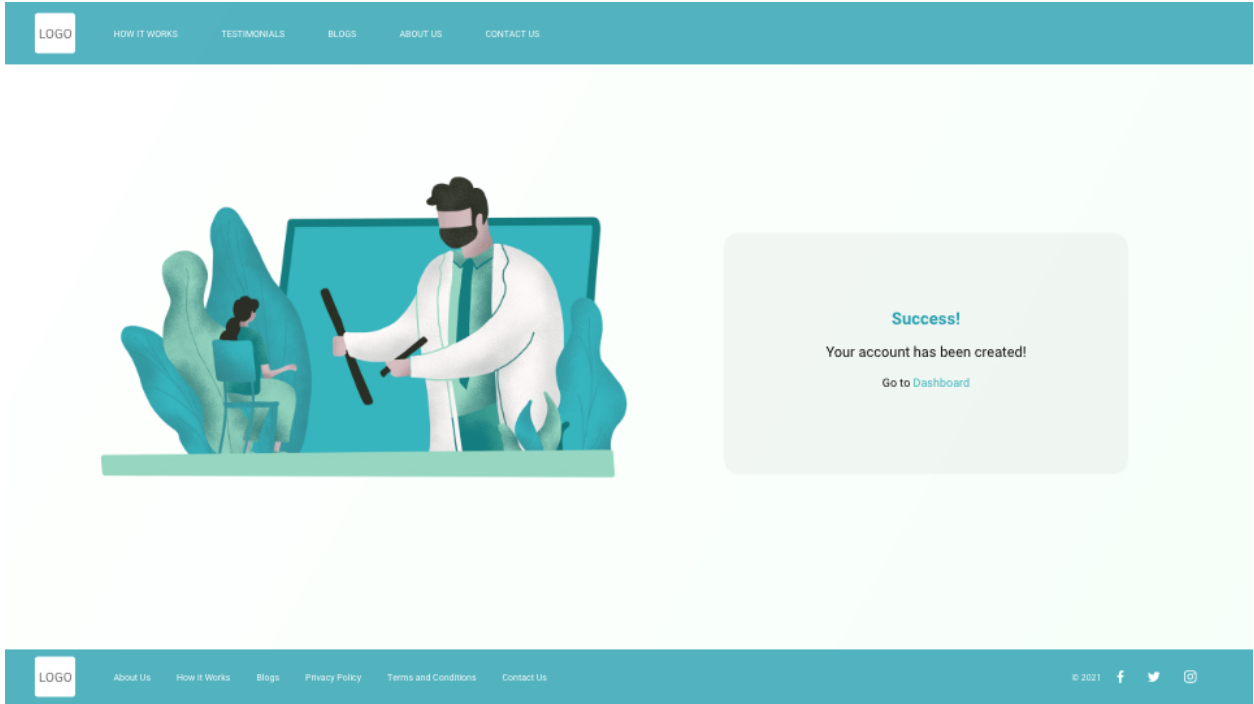 LOGO HOW IT WORKS TESTIMONIALS BLOGS ABOUT US CONTACT US
Success!
Your account has been created!
Go to Dashboard
LOGO About Us How it Works Blogs Privacy Policy Terms and Conditions Contact Us © 2021